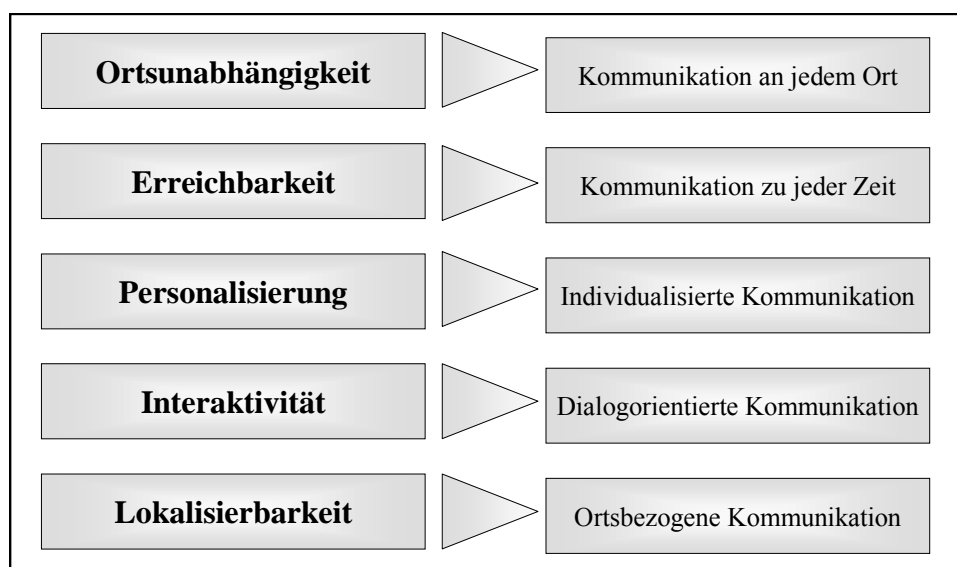 Ortsunabhängigkeit
Kommunikation an jedem Ort
Erreichbarkeit
Kommunikation zu jeder Zeit
Personalisierung
Individualisierte Kommunikation
Interaktivität
Dialogorientierte Kommunikation
Lokalisierbarkeit
Ortsbezogene Kommunikation